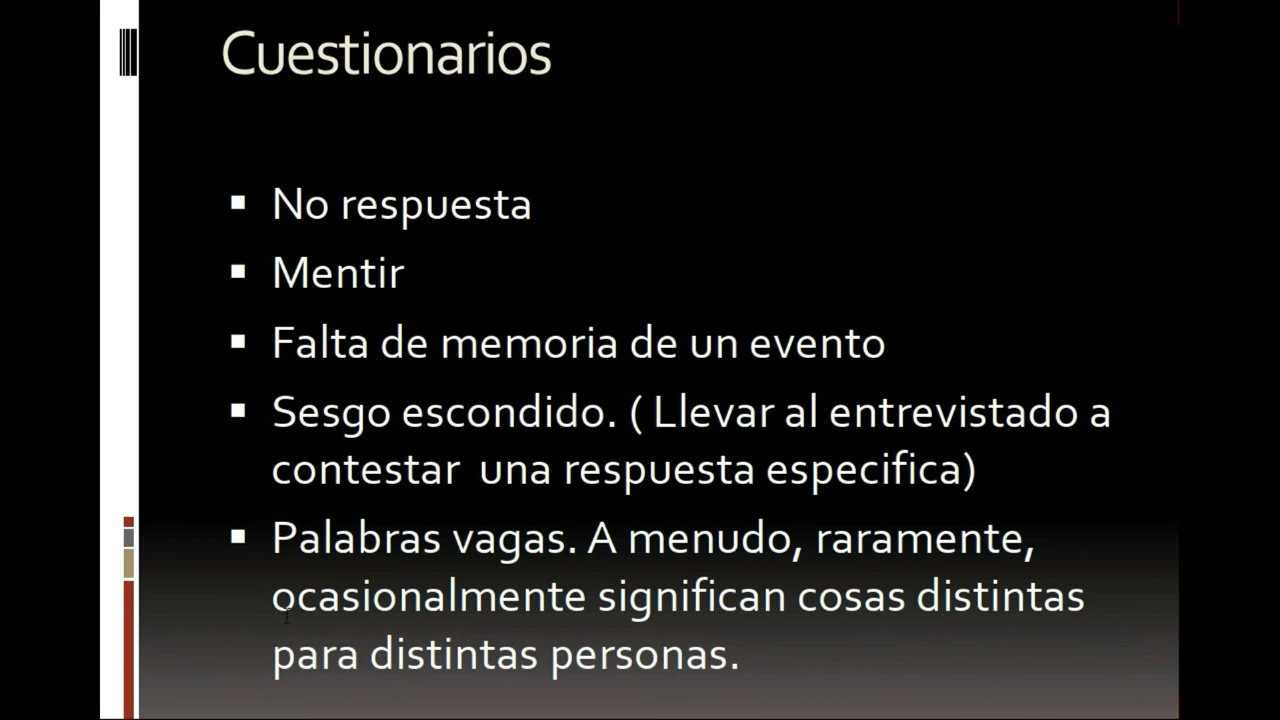 Cuestionarios
No respuesta
Mentir
Falta de memoria de un evento
Sesgo escondido. ( Llevar al entrevistado a
contestar una respuesta especifica)
Palabras vagas. A menudo, raramente,
ocasionalmente significan cosas distintas
para distintas personas.